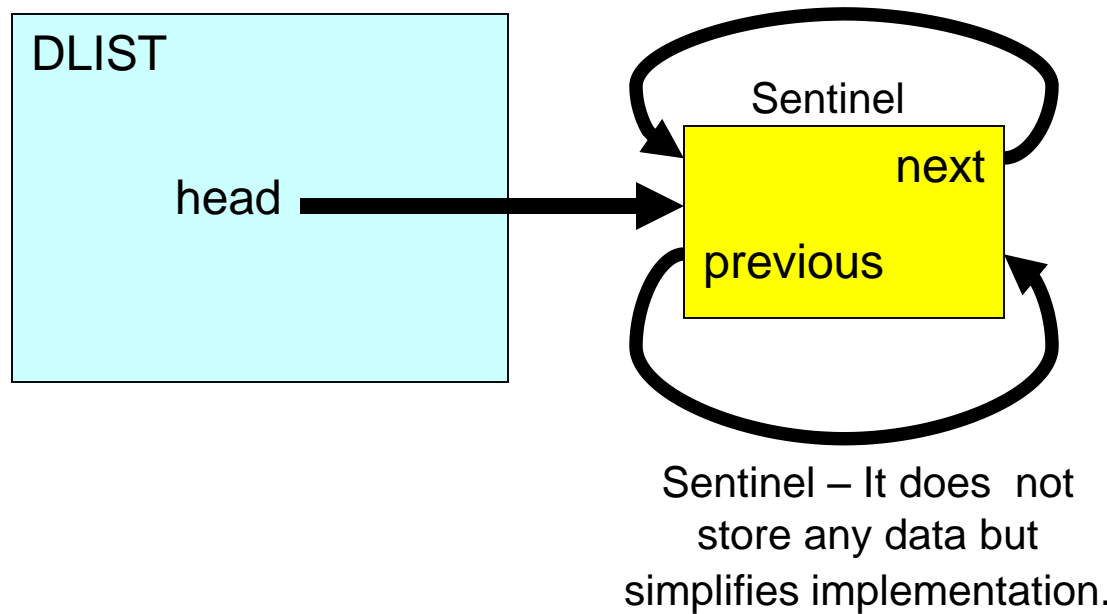 DLIST
Sentinel
next
head
previous
Sentinel – It does not
store any data but
simplifies implementation.